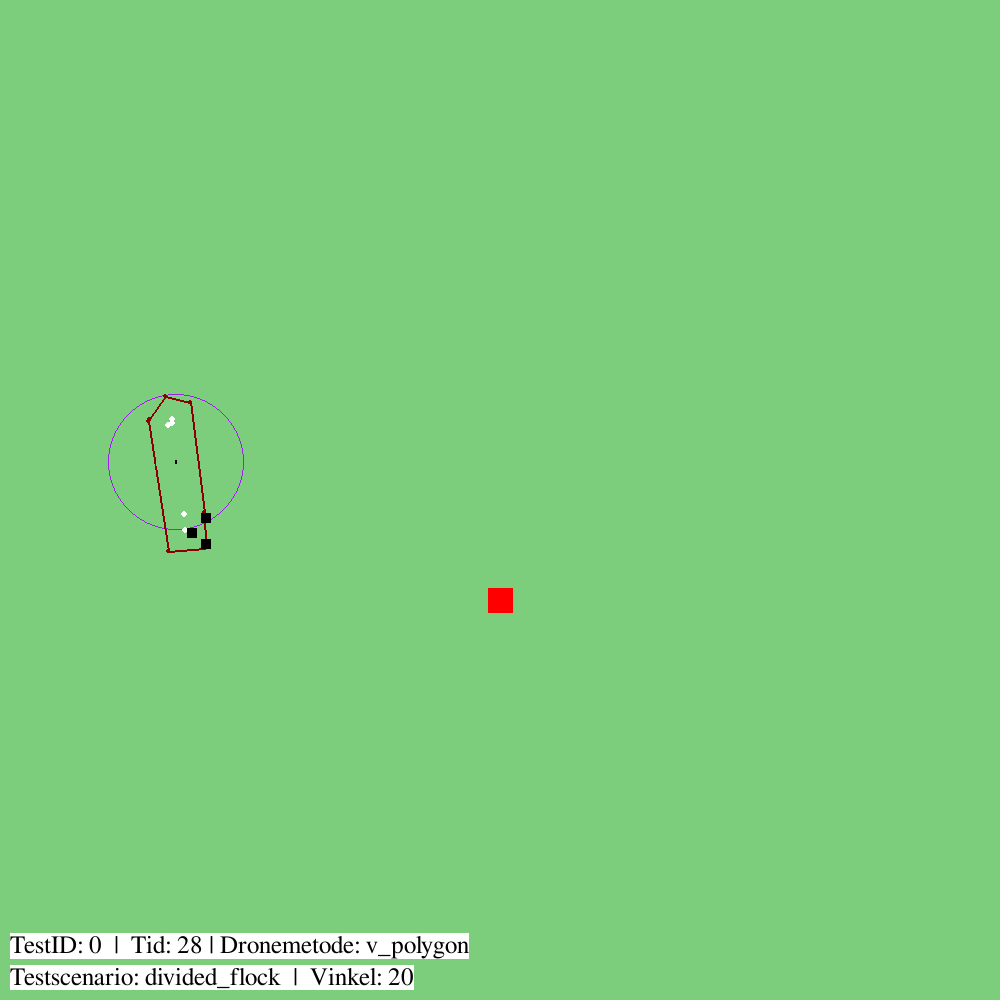 TestID: 0 | Tid: 28 | Dronemetode: v_polygon
Testscenario: divided_flock | Vinkel: 20